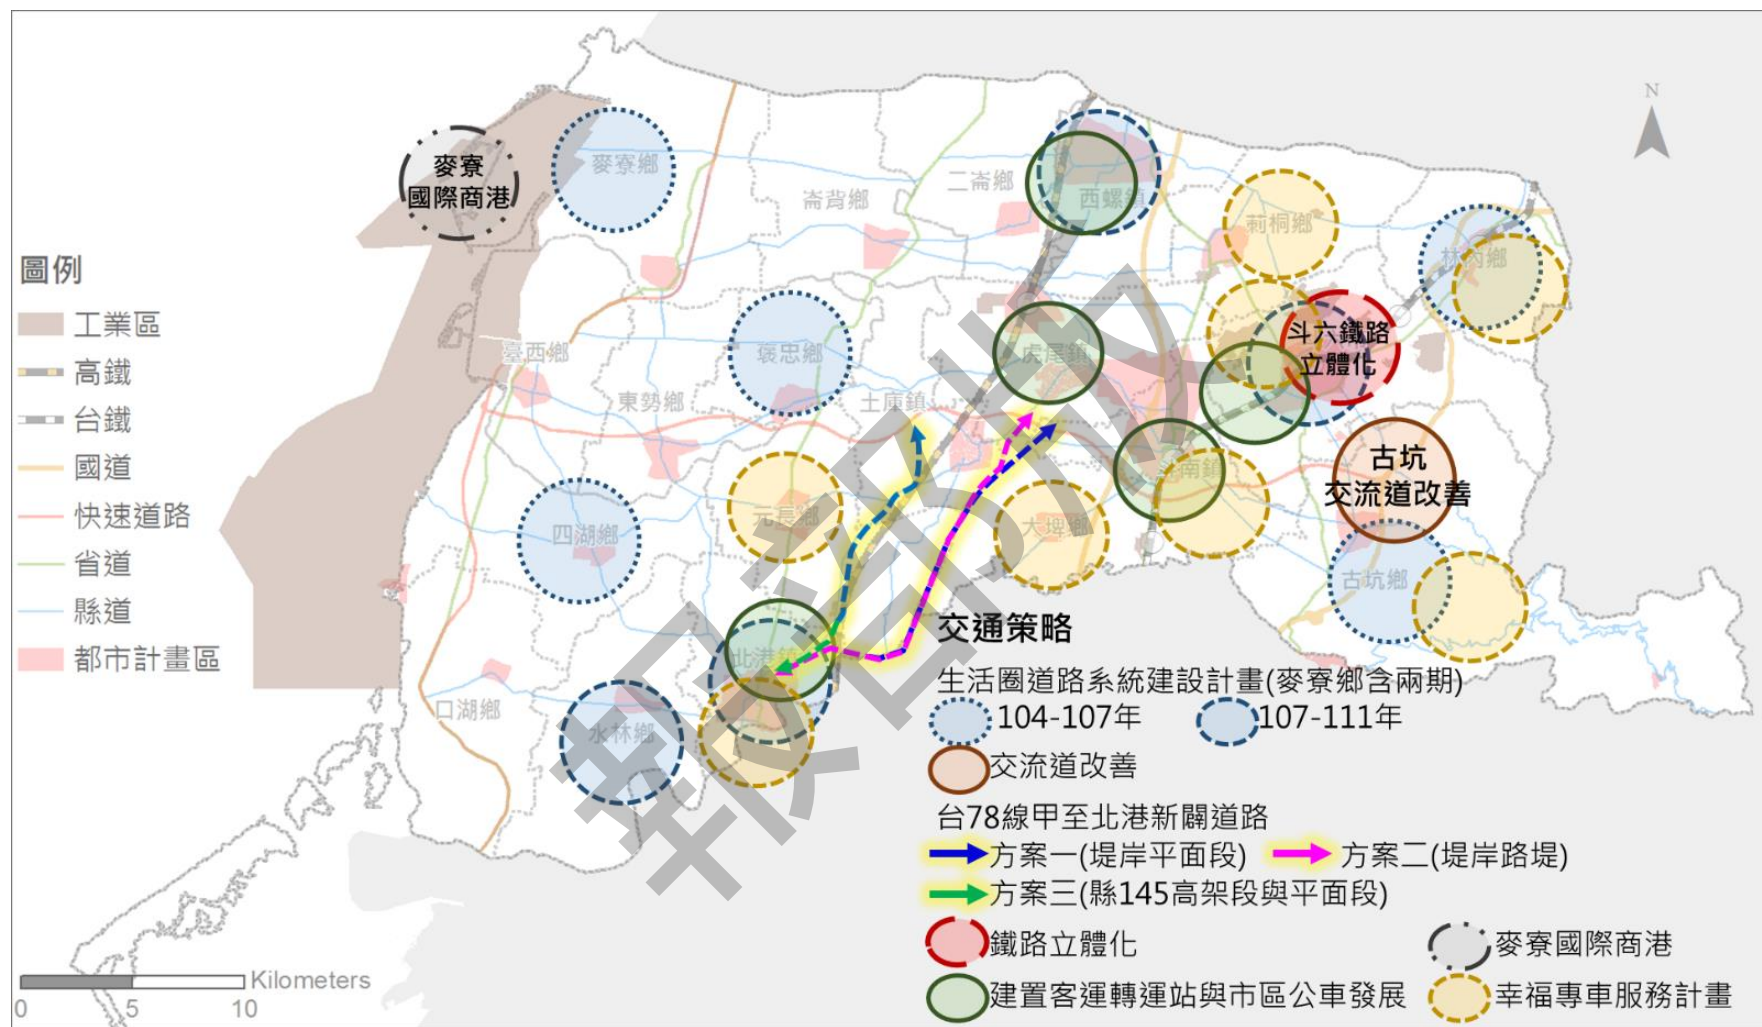 N
麥寮
國際商港
麥寮鄉
崙背鄉
二崙鄉
西螺鎮
莿桐鄉
林內鄉
圖例
工業區
高鐵
台鐵
國道
快速道路
省道
縣道
都市計畫區
臺西鄉
東勢鄉
褒忠鄉
土庫鎮
虎尾鎮
斗六鐵路
立體化
四湖鄉
元長鄉
大埤鄉
南鎮
古坑
交流道改善
古坑鄉
北港鎮
口湖鄉
水林鄉
報部版
交通策略
生活圈道路系統建設計畫(麥寮鄉含兩期)
104-107年 107-111年
交流道改善
台78線甲至北港新闢道路
方案一(堤岸平面段) 方案二(堤岸路堤)
方案三(縣145高架段與平面段)
鐵路立體化 麥寮國際商港
建置客運轉運站與市區公車發展 幸福專車服務計畫
Kilometers
0 5 10